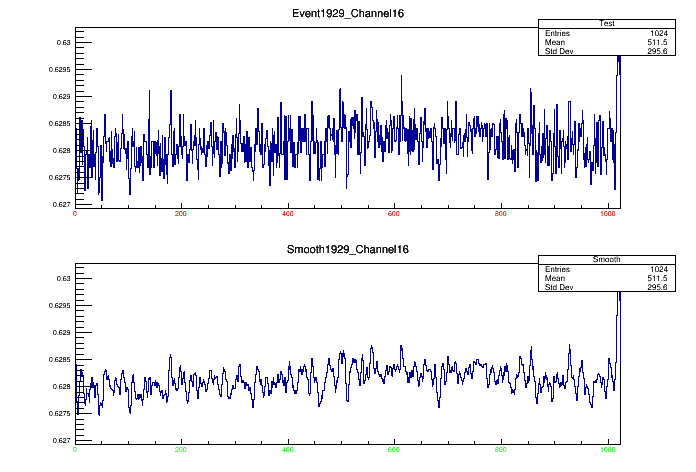 Event1929_Channel16
Test
Entries 1024
Mean 511.5
Std Dev 295.6
0.63
0.6295
0.629
0.6285
0.628
0.6275
0.627
0 200 400 600 800 1000
Smooth1929_Channel16
Smooth
Entries 1024
Mean 511.5
Std Dev 295.6
0.63
0.6295
0.629
0.6285
0.628
0.6275
0.627
0 200 400 600 800 1000